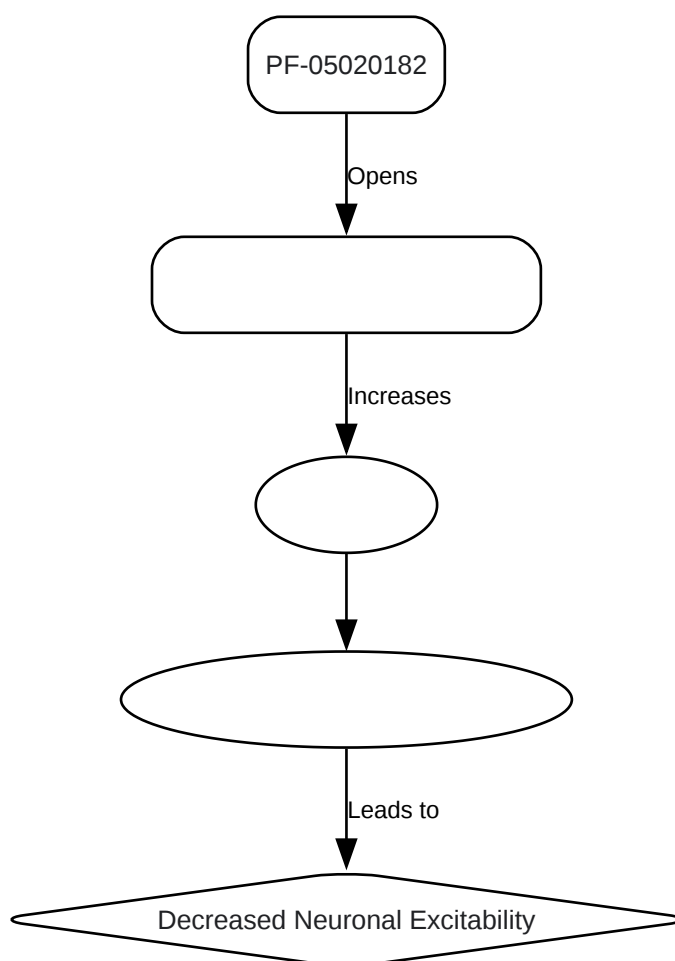 PF-05020182
Opens
Increases
Leads to
Decreased Neuronal Excitability